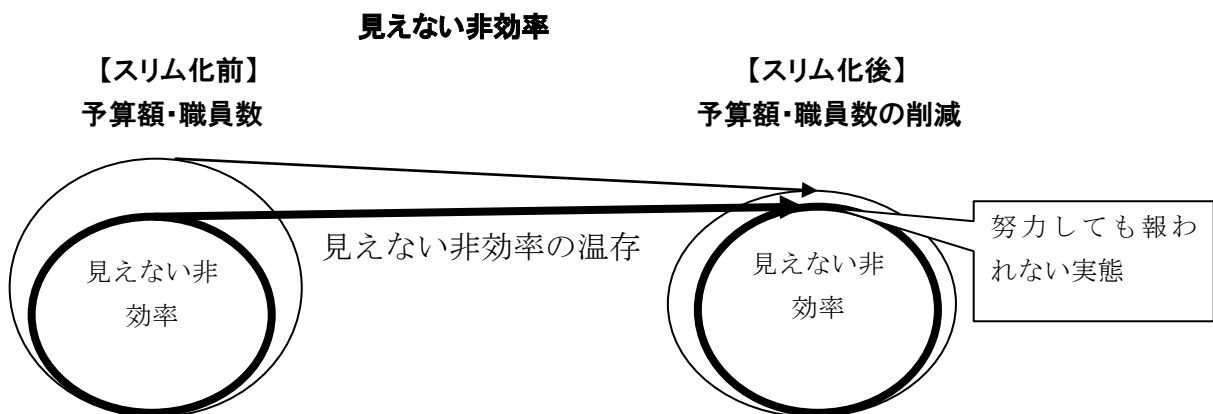 見えない非効率
【スリム化前】
予算額・職員数
【スリム化後】
予算額・職員数の削減
見えない非効率の温存
見えない非
効率
見えない非
効率
努力しても報わ
れない実態